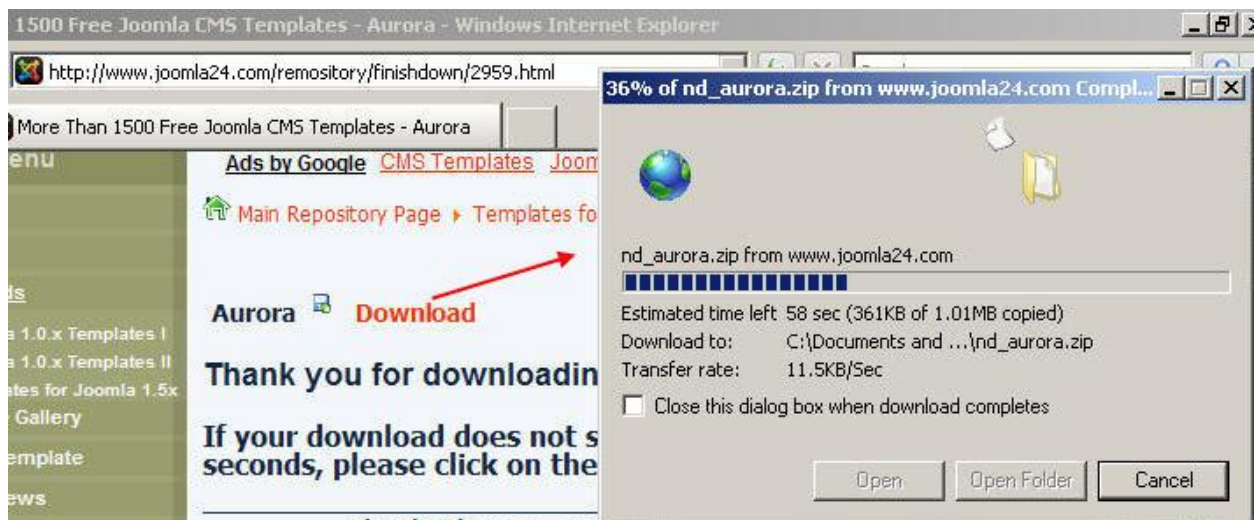 1500 Free Joomla CMS Templates - Aurora - Windows Internet Explorer
http://www.joomla24.com/remository/finishdown/2959.html
More Than 1500 Free Joomla CMS Templates - Aurora
enu
Ads by Google CMS Templates Joom
Main Repository Page Templates fo
ds
Aurora Download
a 1.0.x Templates I
a 1.0.x Templates II
ates for Joomla 1.5x
Gallery
emplate
ews
Thank you for downloadin
If your download does not s
seconds, please click on the
36% of nd_aurora.zip from www.joomla24.com Compl...
nd_aurora.zip from www.joomla24.com
Estimated time left 58 sec (361KB of 1.01MB copied)
Download to: C:\Documents and ...\nd_aurora.zip
Transfer rate: 11.5KB/Sec
Close this dialog box when download completes
Open Open Folder Cancel